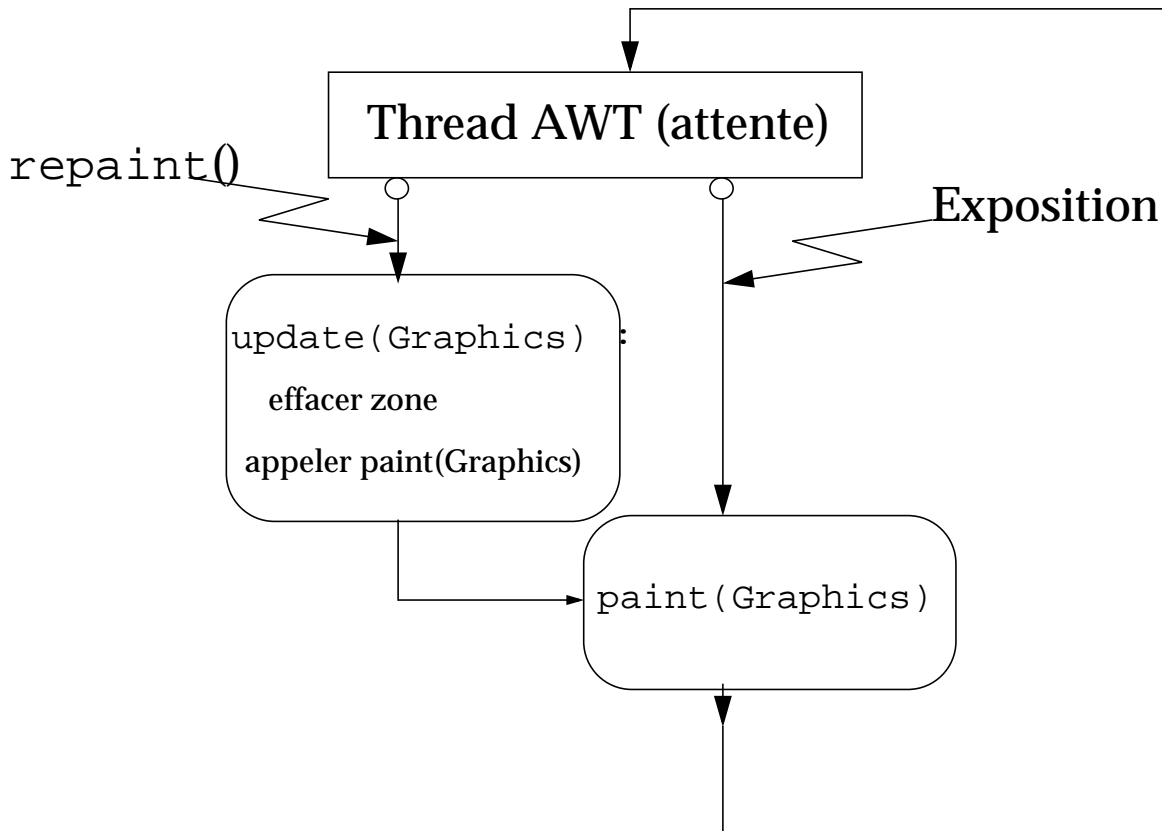 Thread AWT (attente)
repaint()
Exposition
update(Graphics) :
effacer zone
appeler paint(Graphics)
paint(Graphics)